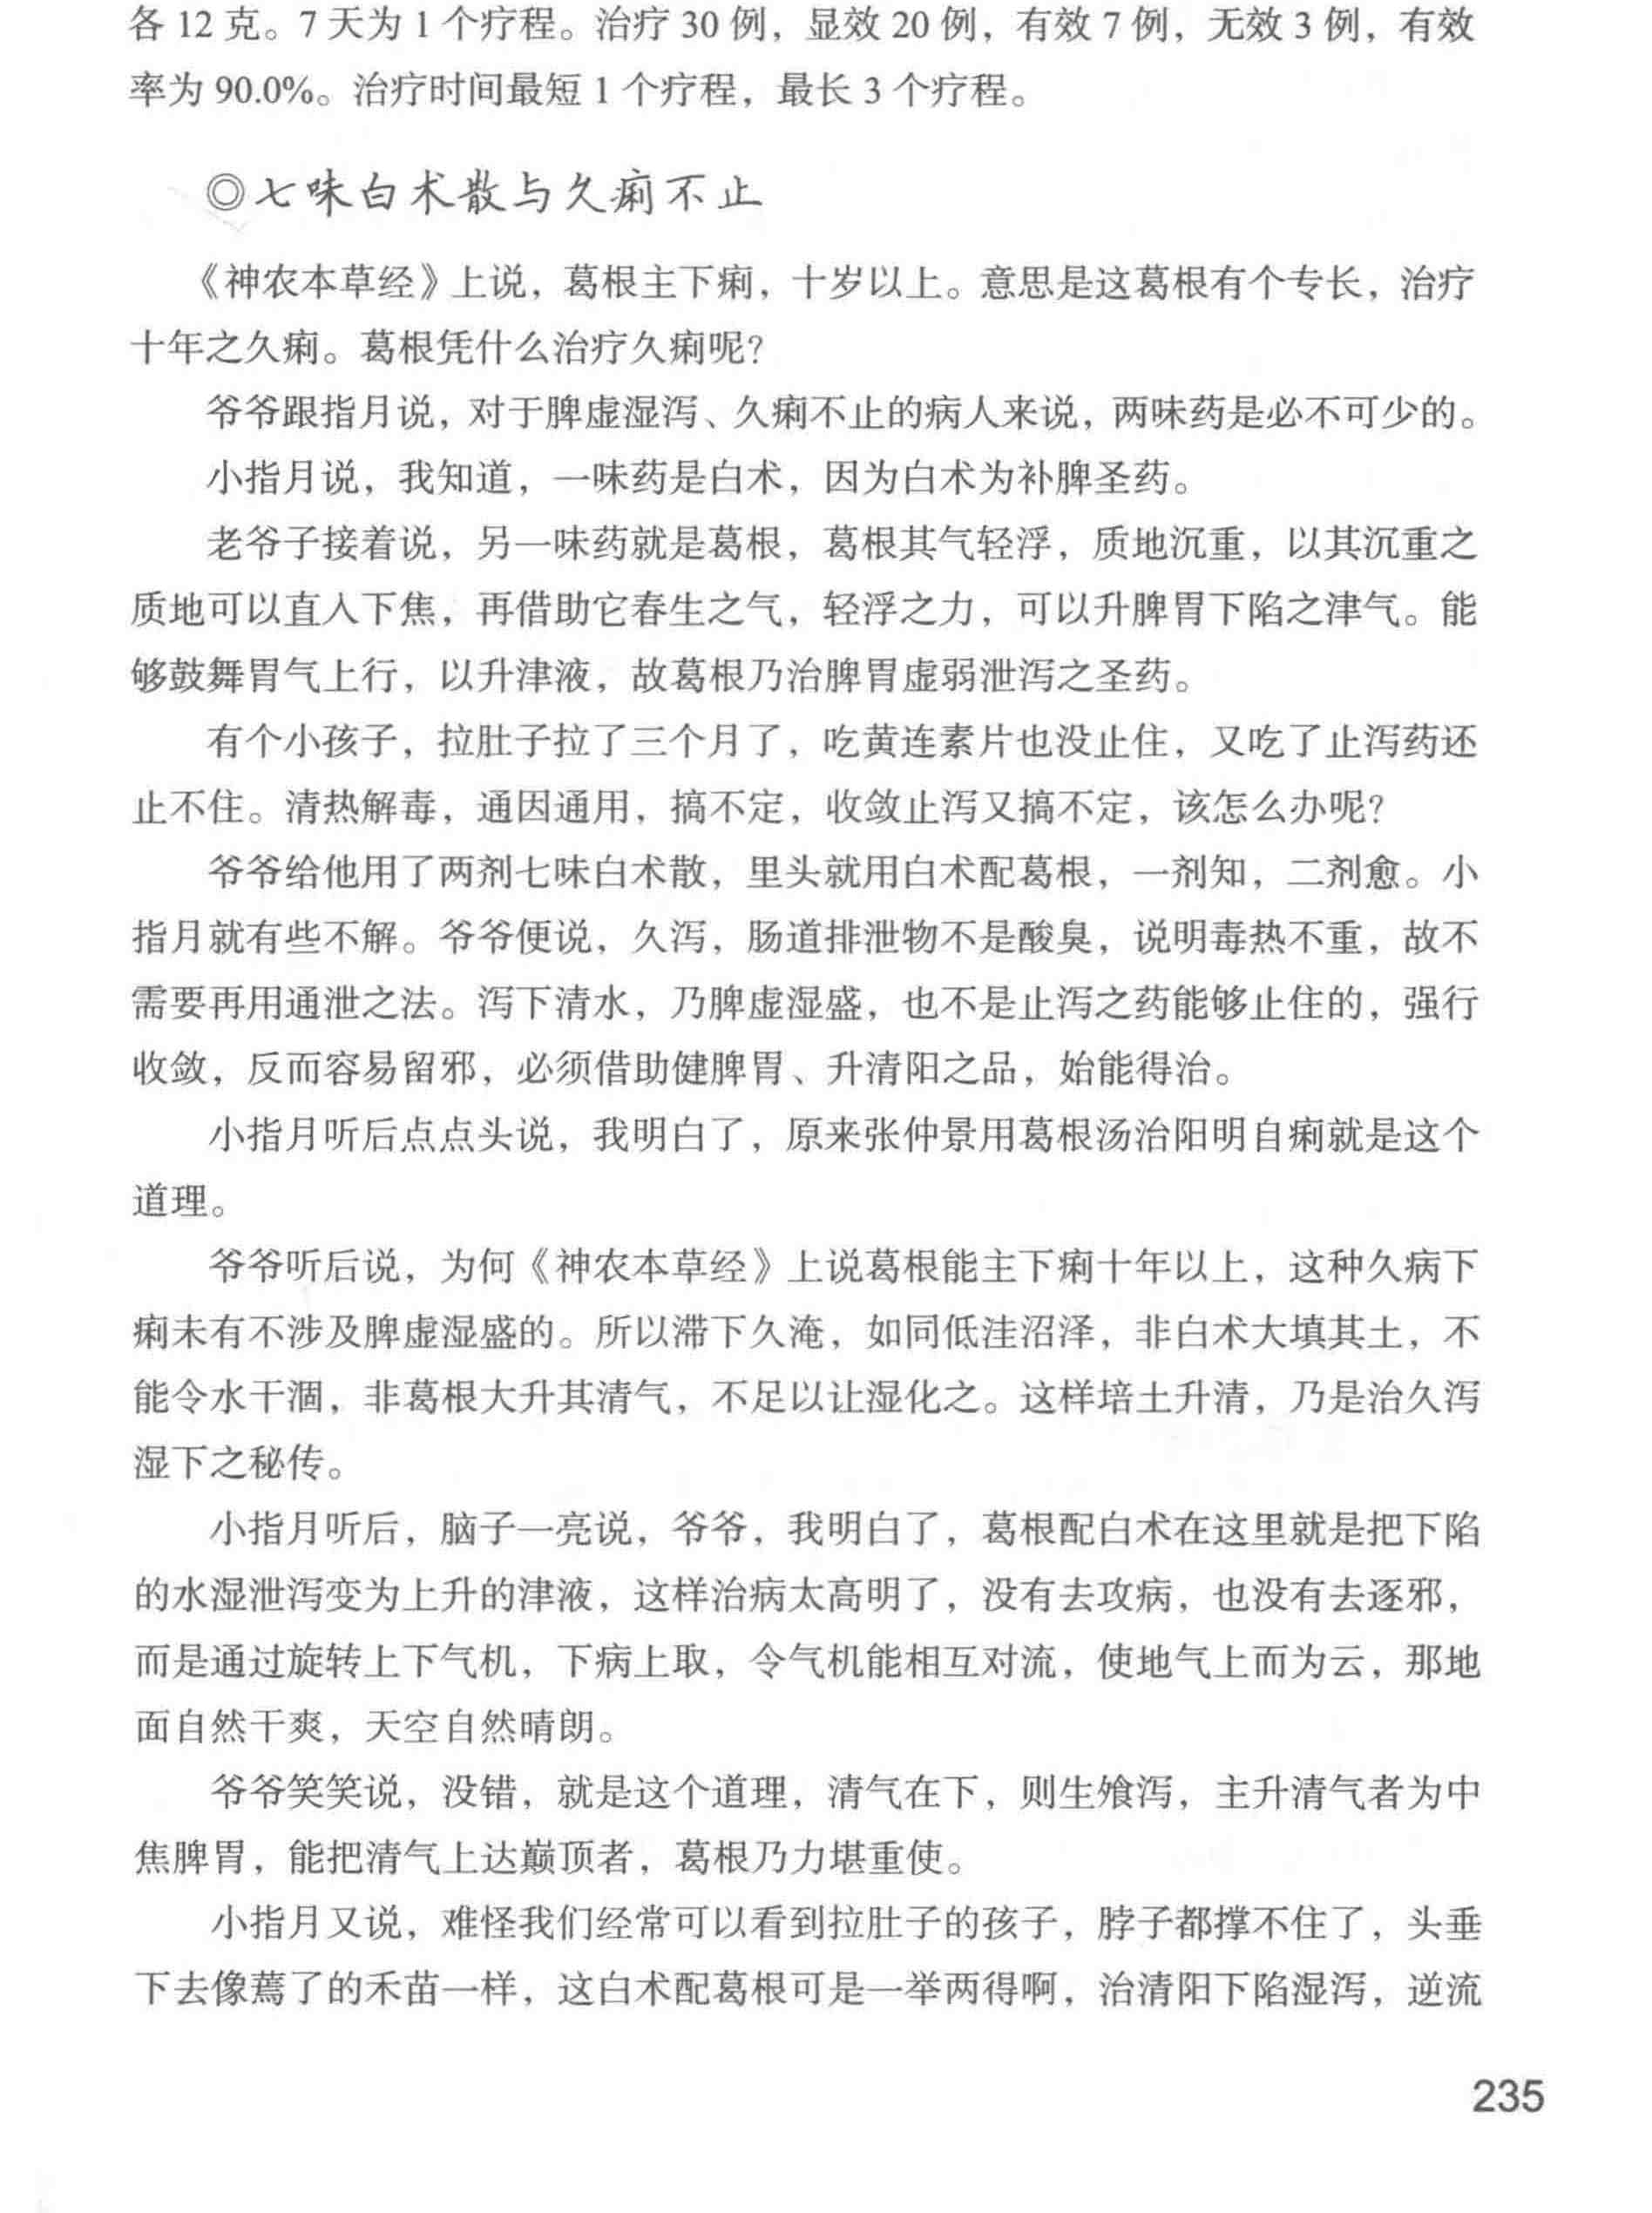 各 12 克。7 天为 1 个疗程。治疗 30 例，显效 20 例，有效 7 例，无效 3 例，有效
率为 90.0%。治疗时间最短 1 个疗程，最长 3 个疗程。
◎七味白术散与久痢不止
《神农本草经》上说，葛根主下痢，十岁以上。意思是这葛根有个专长，治疗
十年之久痢。葛根凭什么治疗久痢呢？
爷爷跟指月说，对于脾虚湿泻、久痢不止的病人来说，两味药是必不可少的。
小指月说，我知道，一味药是白术，因为白术为补脾圣药。
老爷子接着说，另一味药就是葛根，葛根其气轻浮，质地沉重，以其沉重之
质地可以直入下焦，再借助它春生之气，轻浮之力，可以升脾胃下陷之津气。能
够鼓舞胃气上行，以升津液，故葛根乃治脾胃虚弱泄泻之圣药。
有个小孩子，拉肚子拉了三个月了，吃黄连素片也没止住，又吃了止泻药还
止不住。清热解毒，通因通用，搞不定，收敛止泻又搞不定，该怎么办呢？
爷爷给他用了两剂七味白术散，里头就用白术配葛根，一剂知，二剂愈。小
指月就有些不解。爷爷便说，久泻，肠道排泄物不是酸臭，说明毒热不重，故不
需要再用通泄之法。泻下清水，乃脾虚湿盛，也不是止泻之药能够止住的，强行
收敛，反而容易留邪，必须借助健脾胃、升清阳之品，始能得治。
小指月听后点点头说，我明白了，原来张仲景用葛根汤治阳明自痢就是这个
道理。
爷爷听后说，为何《神农本草经》上说葛根能主下痢十年以上，这种久病下
痢未有不涉及脾虚湿盛的。所以滞下久淹，如同低洼沼泽，非白术大填其土，不
能令水干涸，非葛根大升其清气，不足以让湿化之。这样培土升清，乃是治久泻
湿下之秘传。
小指月听后，脑子一亮说，爷爷，我明白了，葛根配白术在这里就是把下陷
的水湿泄泻变为上升的津液，这样治病太高明了，没有去攻病，也没有去逐邪，
而是通过旋转上下气机，下病上取，令气机能相互对流，使地气上而为云，那地
面自然干爽，天空自然晴朗。
爷爷笑笑说，没错，就是这个道理，清气在下，则生飧泻，主升清气者为中
焦脾胃，能把清气上达巅顶者，葛根乃力堪重使。
小指月又说，难怪我们经常可以看到拉肚子的孩子，脖子都撑不住了，头垂
下去像蔫了的禾苗一样，这白术配葛根可是一举两得啊，治清阳下陷湿泻，逆流
235